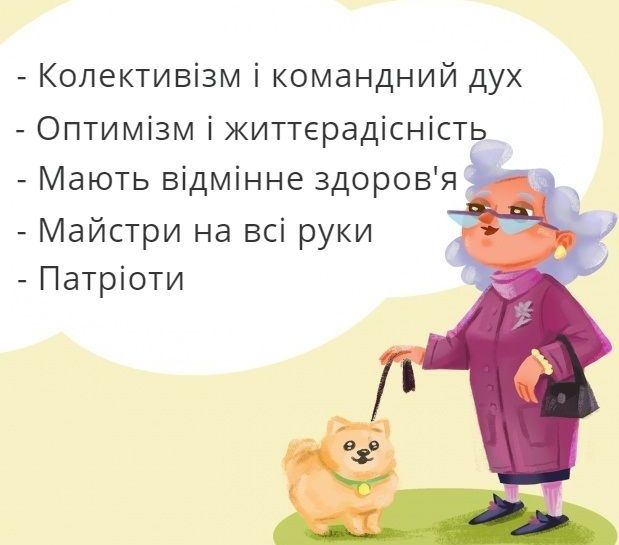 - Колективізм і командний дух
- Оптимізм і життєрадісність
- Мають відмінне здоров'я
- Майстри на всі руки
- Патріоти